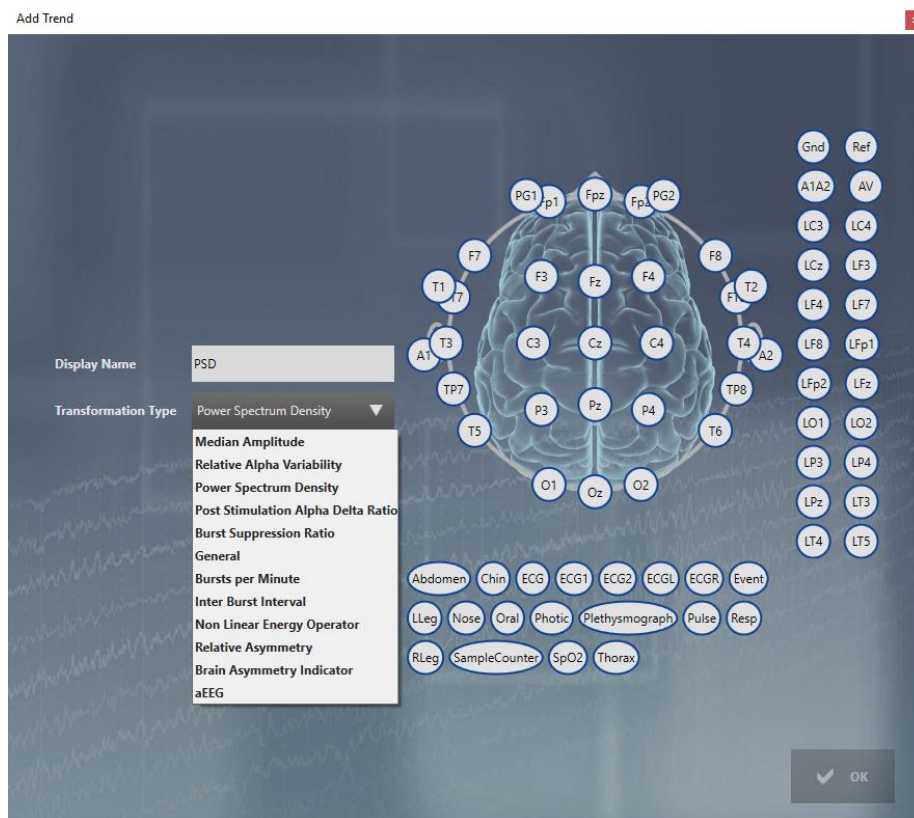 Add Trend
Display Name
PSD
Transformation Type
Power Spectrum Density
Median Amplitude
Relative Alpha Variability
Power Spectrum Density
Post Stimulation Alpha Delta Ratio
Burst Suppression Ratio
General
Bursts per Minute
Inter Burst Interval
Non Linear Energy Operator
Relative Asymmetry
Brain Asymmetry Indicator
aEEG
PG1 Fpz PG2
F7 F3 Fz F4 F8
T1 T2
A1 T3 C3 Cz C4 T4 A2
TP7 P3 Pz P4 TP8
T5 T6
O1 Oz O2
Gnd Ref
A1A2 AV
LC3 LC4
LCz LF3
LF4 LF7
LF8 LFp1
LFp2 LFz
LO1 LO2
LP3 LP4
LPz LT3
LT4 LT5
Abdomen Chin ECG ECG1 ECG2 ECGL ECGR Event
LLeg Nose Oral Photic Plethysmograph Pulse Resp
RLeg SampleCounter SpO2 Thorax
OK